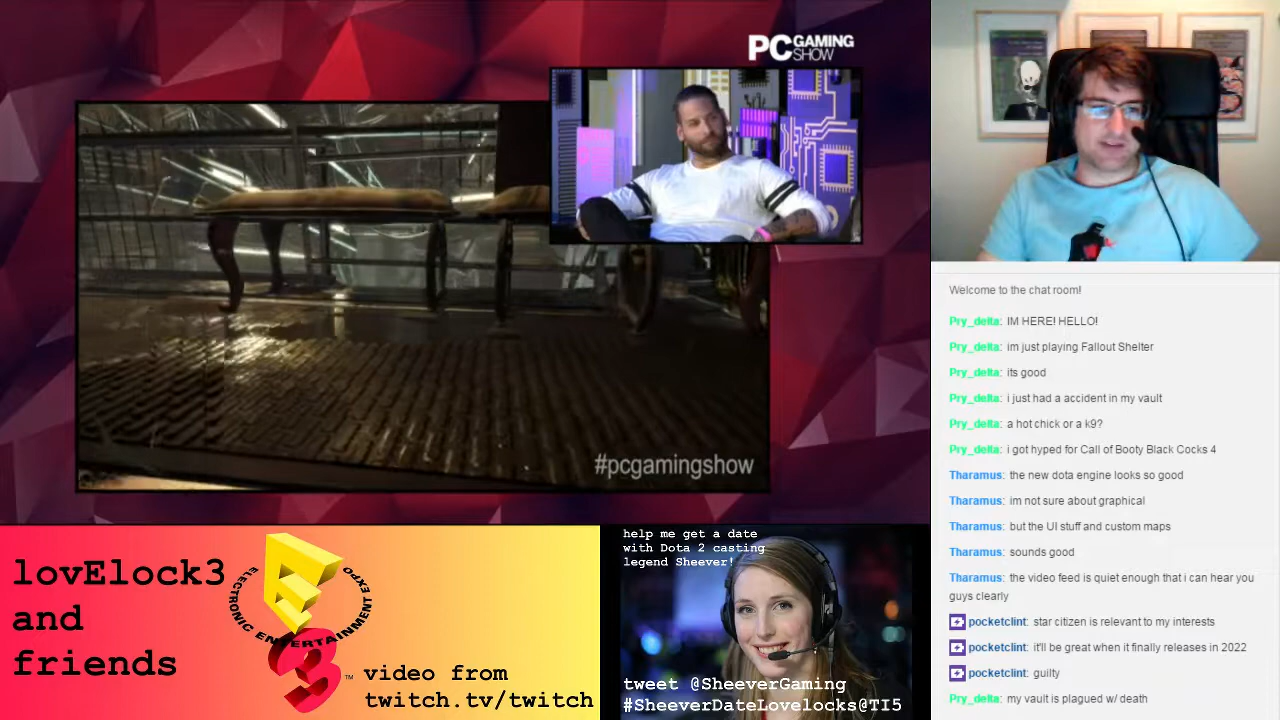 PC GAMING SHOW
#pcgamingshow
Welcome to the chat room!
Pry_delta: IM HERE! HELLO!
Pry_delta: im just playing Fallout Shelter
Pry_delta: its good
Pry_delta: i just had a accident in my vault
Pry_delta: a hot chick or a k9?
Pry_delta: i got hyped for Call of Booty Black Cocks 4
Tharamus: the new dota engine looks so good
Tharamus: im not sure about graphical
Tharamus: but the UI stuff and custom maps
Tharamus: sounds good
Tharamus: the video feed is quiet enough that i can hear you
guys clearly
pocketclint: star citizen is relevant to my interests
pocketclint: it'll be great when it finally releases in 2022
pocketclint: guilty
Pry_delta: my vault is plagued w/ death
lovElock3
and
friends
E3
ELECTRONIC ENTERTAINMENT EXPO
TM
video from
twitch.tv/twitch
help me get a date
with Dota 2 casting
legend Sheever!
tweet @SheeverGaming
#SheeverDateLovelocks@TI5